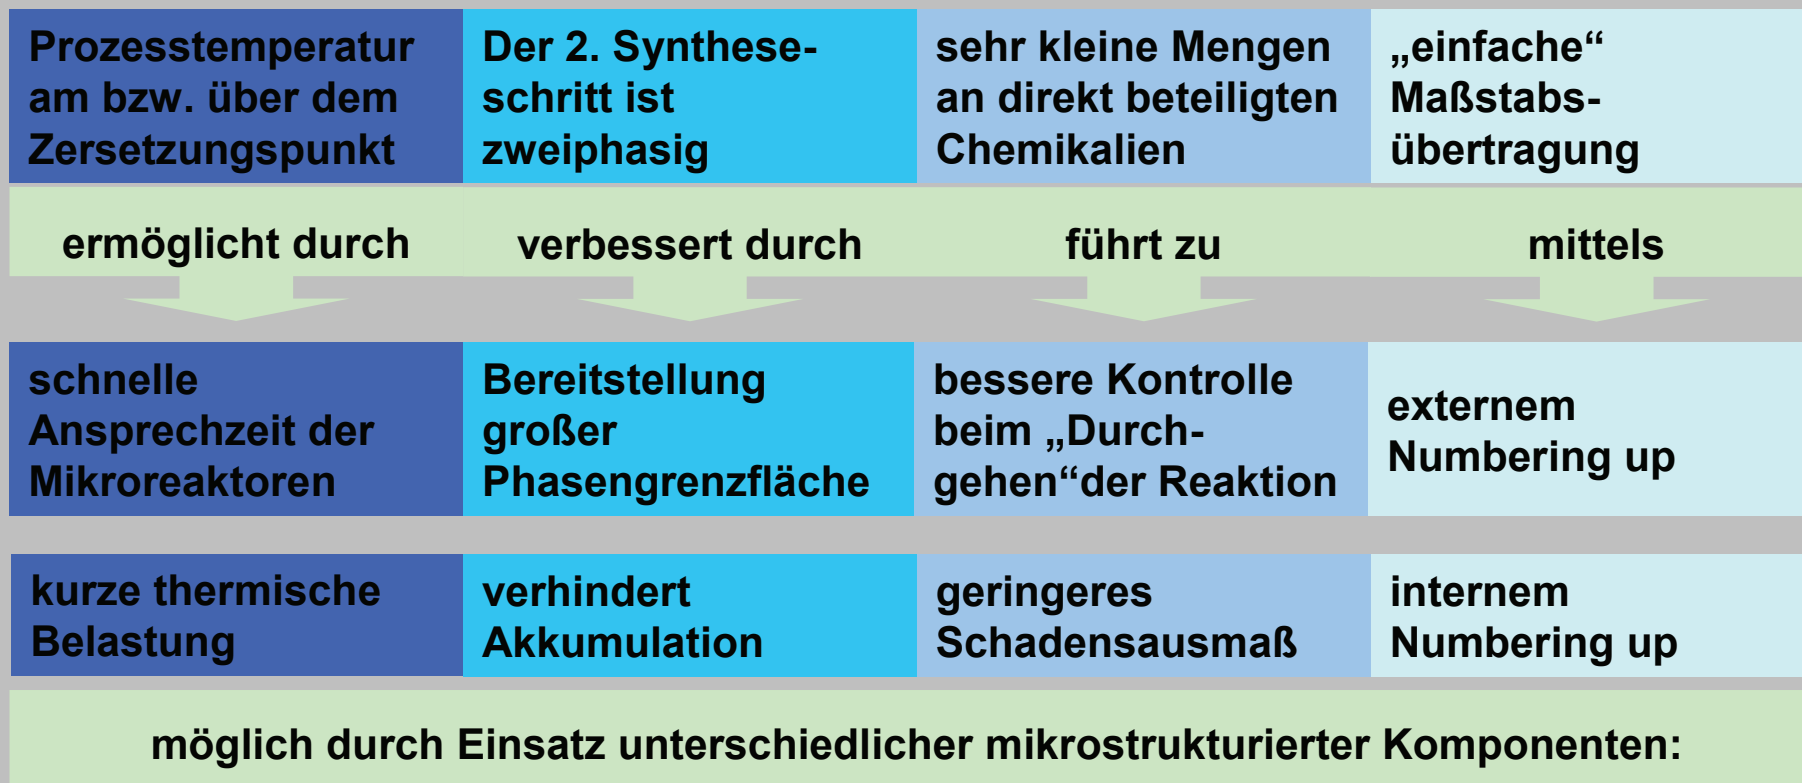 Prozesstemperatur
am bzw. über dem
Zersetzungspunkt
Der 2. Synthese-
schritt ist
zweiphasig
sehr kleine Mengen
an direkt beteiligten
Chemikalien
„einfache“
Maßstabs-
übertragung
ermöglicht durch
verbessert durch
führt zu
mittels
schnelle
Ansprechzeit der
Mikroreaktoren
Bereitstellung
großer
Phasengrenzfläche
bessere Kontrolle
beim „Durch-
gehen“der Reaktion
externem
Numbering up
kurze thermische
Belastung
verhindert
Akkumulation
geringeres
Schadensausmaß
internem
Numbering up
möglich durch Einsatz unterschiedlicher mikrostrukturierter Komponenten: